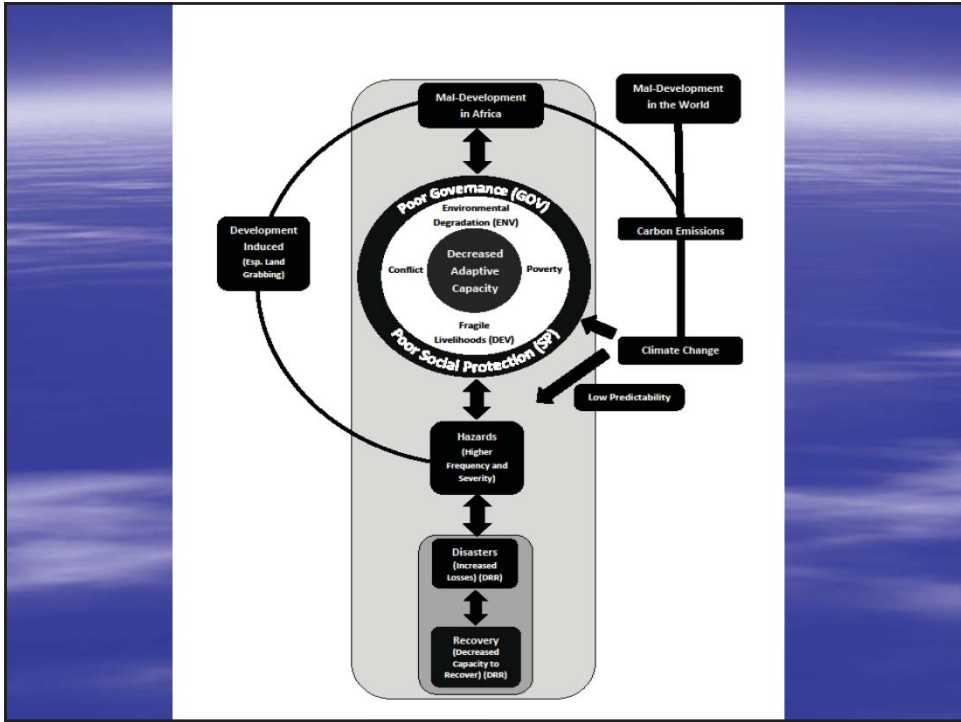 Mal-Development
in Africa
Mal-Development
in the World
Poor Governance (GOV)
Environmental
Degradation (ENV)
Development
Induced
(Esp. Land
Grabbing)
Carbon Emissions
Decreased
Adaptive
Capacity
Conflict
Poverty
Fragile
Livelihoods (DEV)
Poor Social Protection (SP)
Climate Change
Low Predictability
Hazards
(Higher
Frequency and
Severity)
Disasters
(Increased
Losses) (DRR)
Recovery
(Decreased
Capacity to
Recover) (DRR)